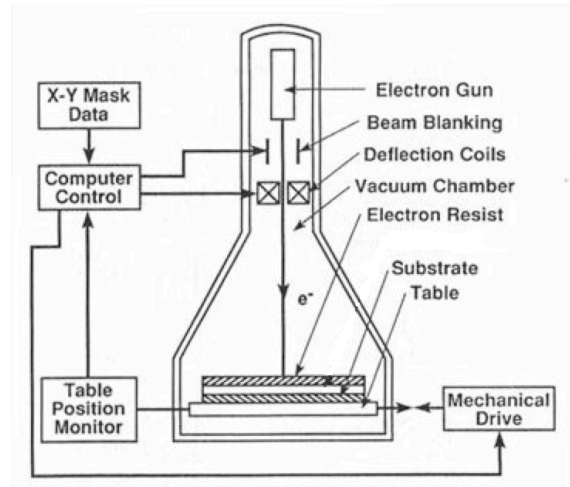 X-Y Mask
Data
Computer
Control
Electron Gun
Beam Blanking
Deflection Coils
Vacuum Chamber
Electron Resist
Substrate
Table
e-
Table
Position
Monitor
Mechanical
Drive